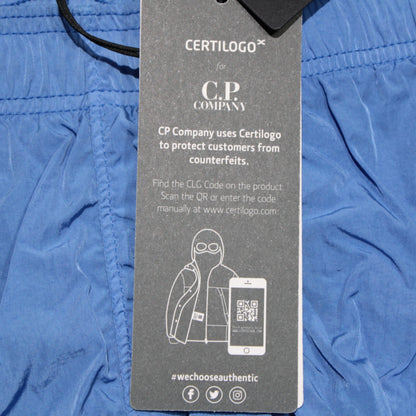 CERTILOGO
for
C.P.
COMPANY
CP Company uses Certilogo
to protect customers from
counterfeits.
Find the CLG Code on the product
Scan the QR or enter the code
manually at www.certilogo.com
#wechooseauthentic